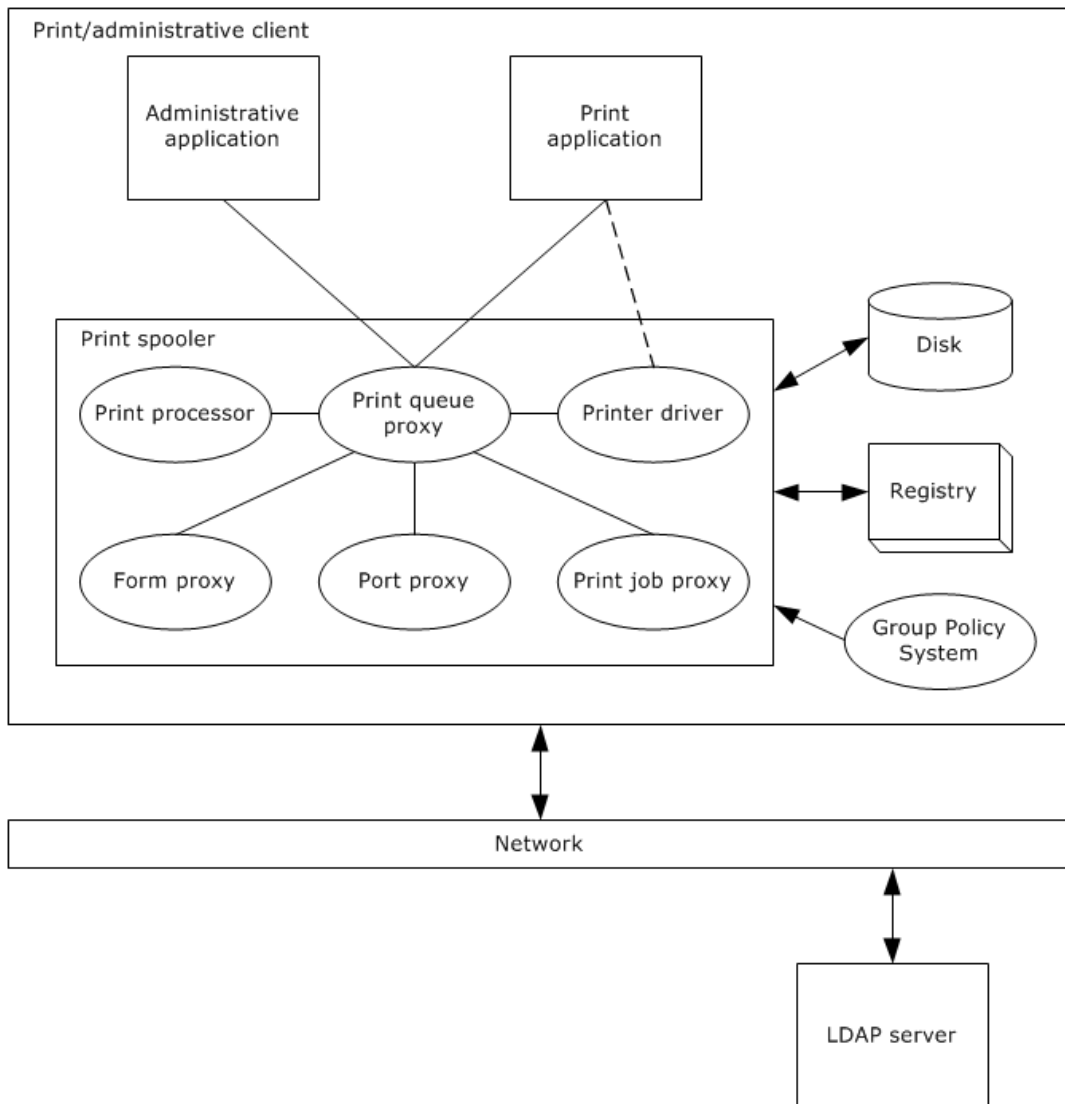 Print/administrative client
Administrative
application
Print
application
Print spooler
Disk
Print processor
Print queue
proxy
Printer driver
Registry
Form proxy
Port proxy
Print job proxy
Group Policy
System
Network
LDAP server